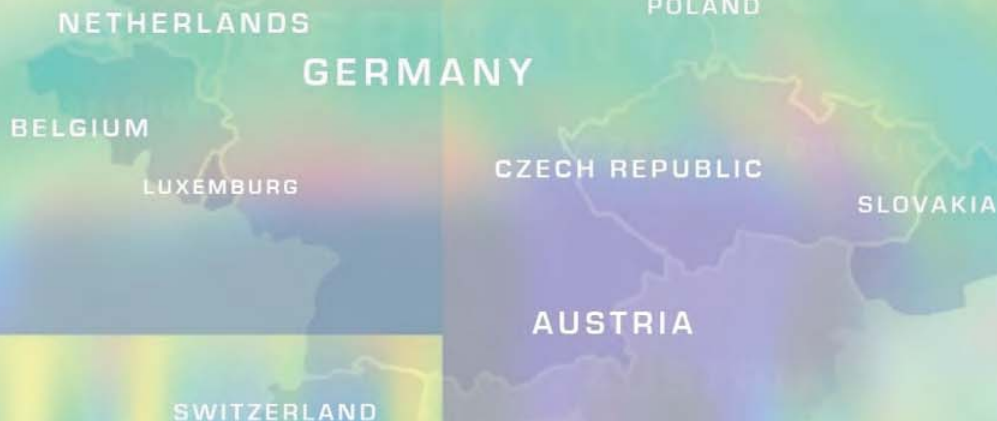 POLAND
NETHERLANDS
GERMANY
BELGIUM
CZECH REPUBLIC
LUXEMBURG
SLOVAKIA
AUSTRIA
SWITZERLAND